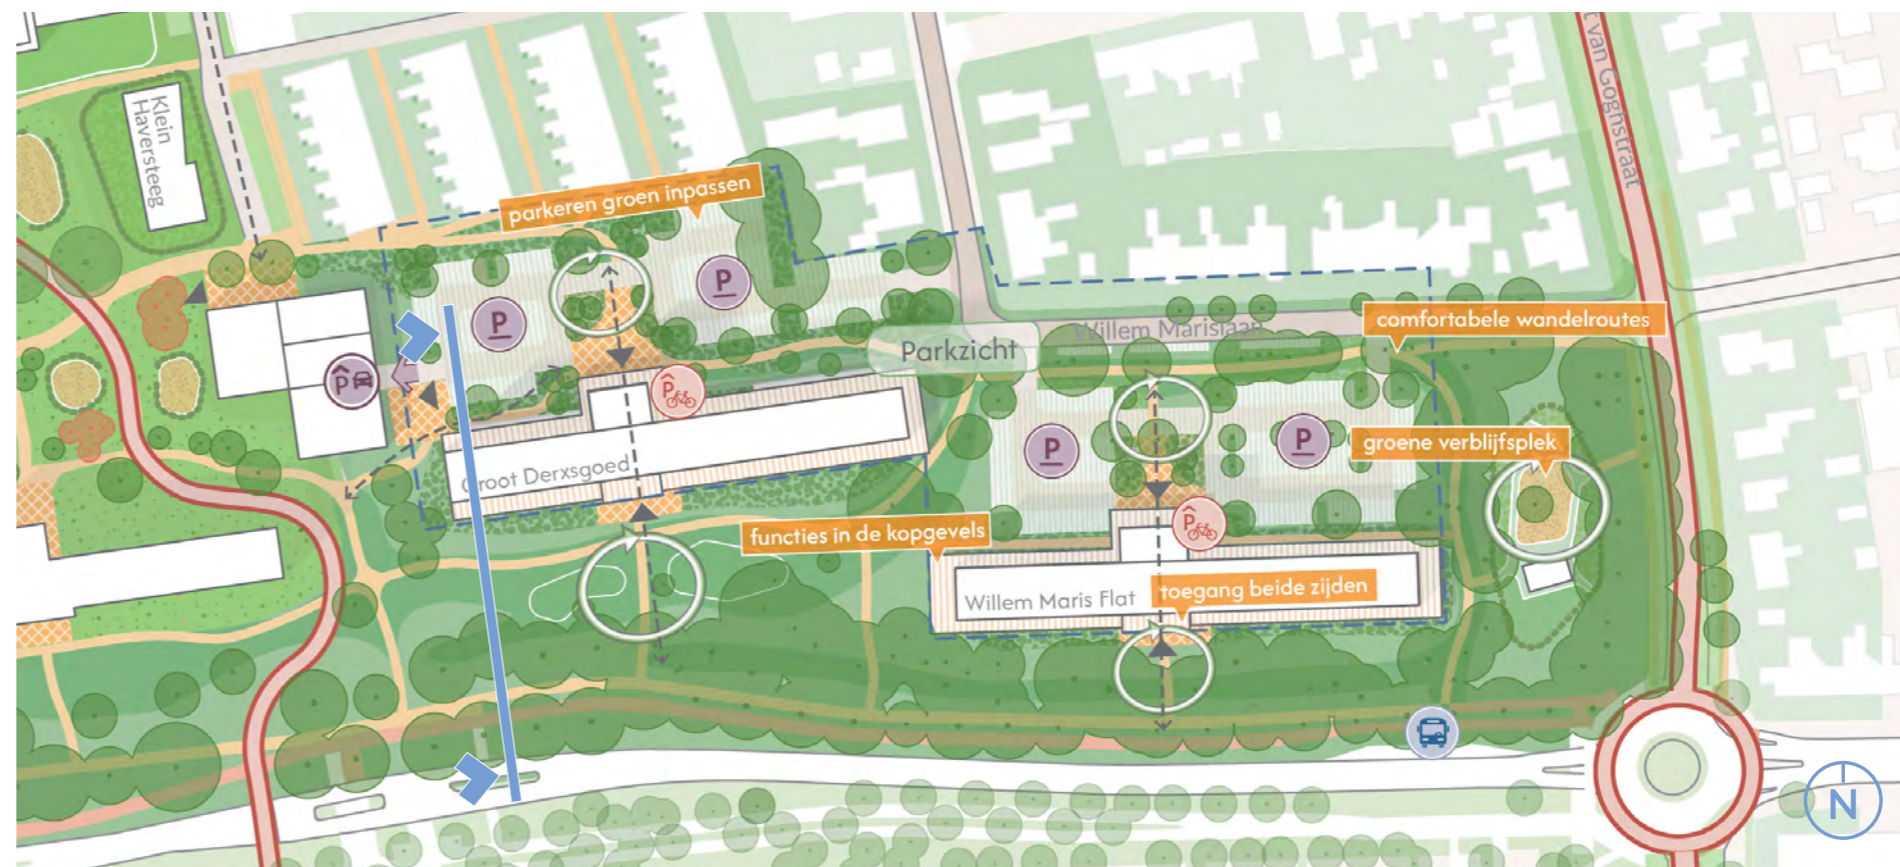 Klein
Haversteeg
t van Goghstraat
parkeren groen inpassen
P
P
Willem Marislaan
comfortabele wandelroutes
Parkzicht
P
P
groene verblijfsplek
P
P
Groot Derxsgoed
P
functies in de kopgevels
toegang beide zijden
Willem Maris Flat
N